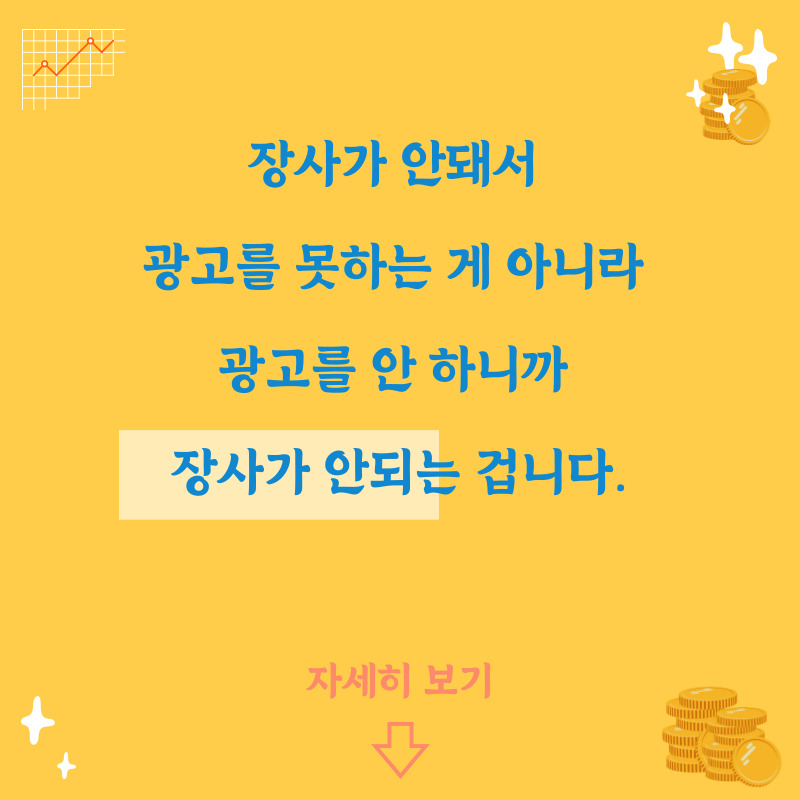 장사가 안돼서
광고를 못하는 게 아니라
광고를 안 하니까
장사가 안되는 겁니다.
자세히 보기